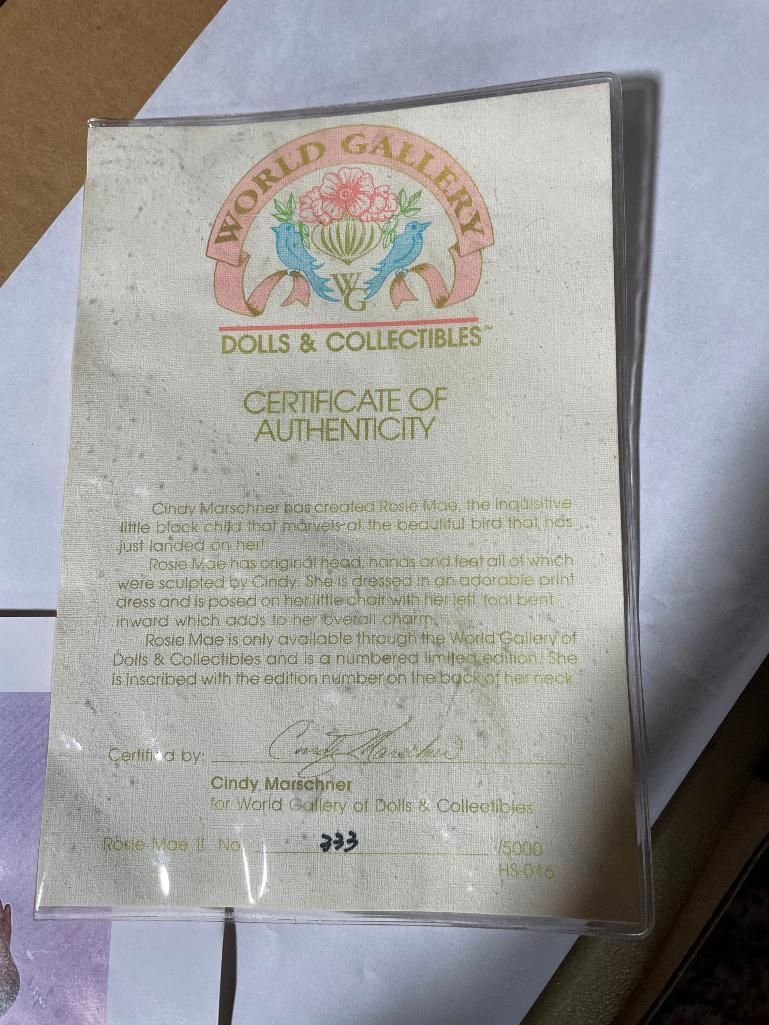 WORLD GALLERY
WG
DOLLS & COLLECTIBLES™
CERTIFICATE OF
AUTHENTICITY
Cindy Marschner has created Rosie Mae, the inquisitive
little black child that marvels at the beautiful bird that has
just landed on her!
Rosie Mae has original head, hands and feet all of which
were sculpted by Cindy. She is dressed in an adorable print
dress and is posed on her little chair with her left foot bent
inward which adds to her overall charm.
Rosie Mae is only available through the World Gallery of
Dolls & Collectibles and is a numbered limited edition. She
is inscribed with the edition number on the back of her neck.
Certified by: Cindy Marschner
Cindy Marschner
for World Gallery of Dolls & Collectibles
Rosie Mae II No 333 /5000
HS-046